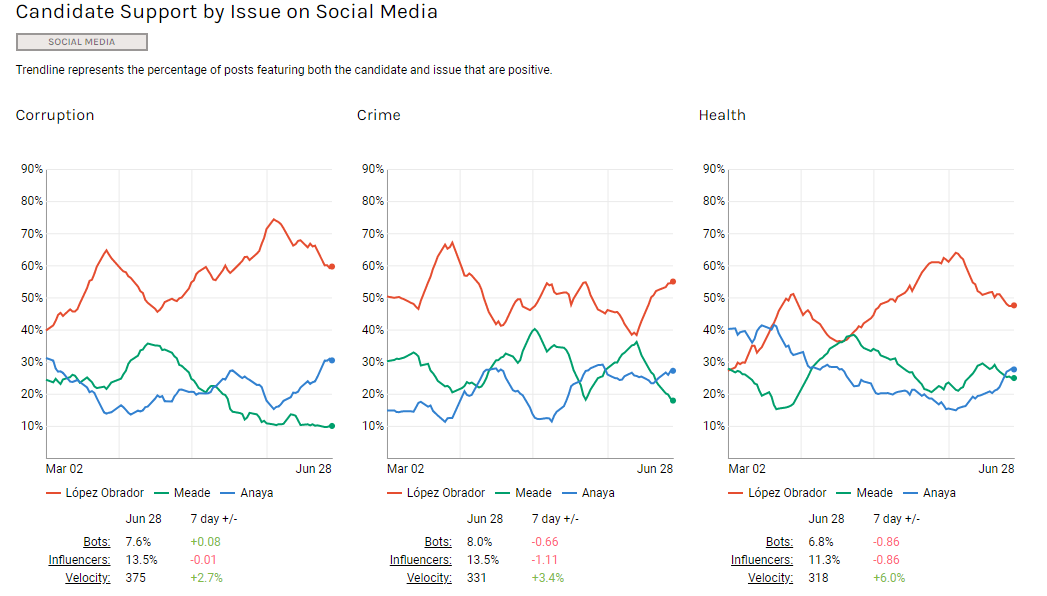 Candidate Support by Issue on Social Media
SOCIAL MEDIA
Trendline represents the percentage of posts featuring both the candidate and issue that are positive.
Corruption
90%
80%
70%
60%
50%
40%
30%
20%
10%
Mar 02 Jun 28
López Obrador Meade Anaya
Jun 28 7 day +/-
Bots: 7.6% +0.08
Influencers: 13.5% -0.01
Velocity: 375 +2.7%
Crime
90%
80%
70%
60%
50%
40%
30%
20%
10%
Mar 02 Jun 28
López Obrador Meade Anaya
Jun 28 7 day +/-
Bots: 8.0% -0.66
Influencers: 13.5% -1.11
Velocity: 331 +3.4%
Health
90%
80%
70%
60%
50%
40%
30%
20%
10%
Mar 02 Jun 28
López Obrador Meade Anaya
Jun 28 7 day +/-
Bots: 6.8% -0.86
Influencers: 11.3% -0.86
Velocity: 318 +6.0%